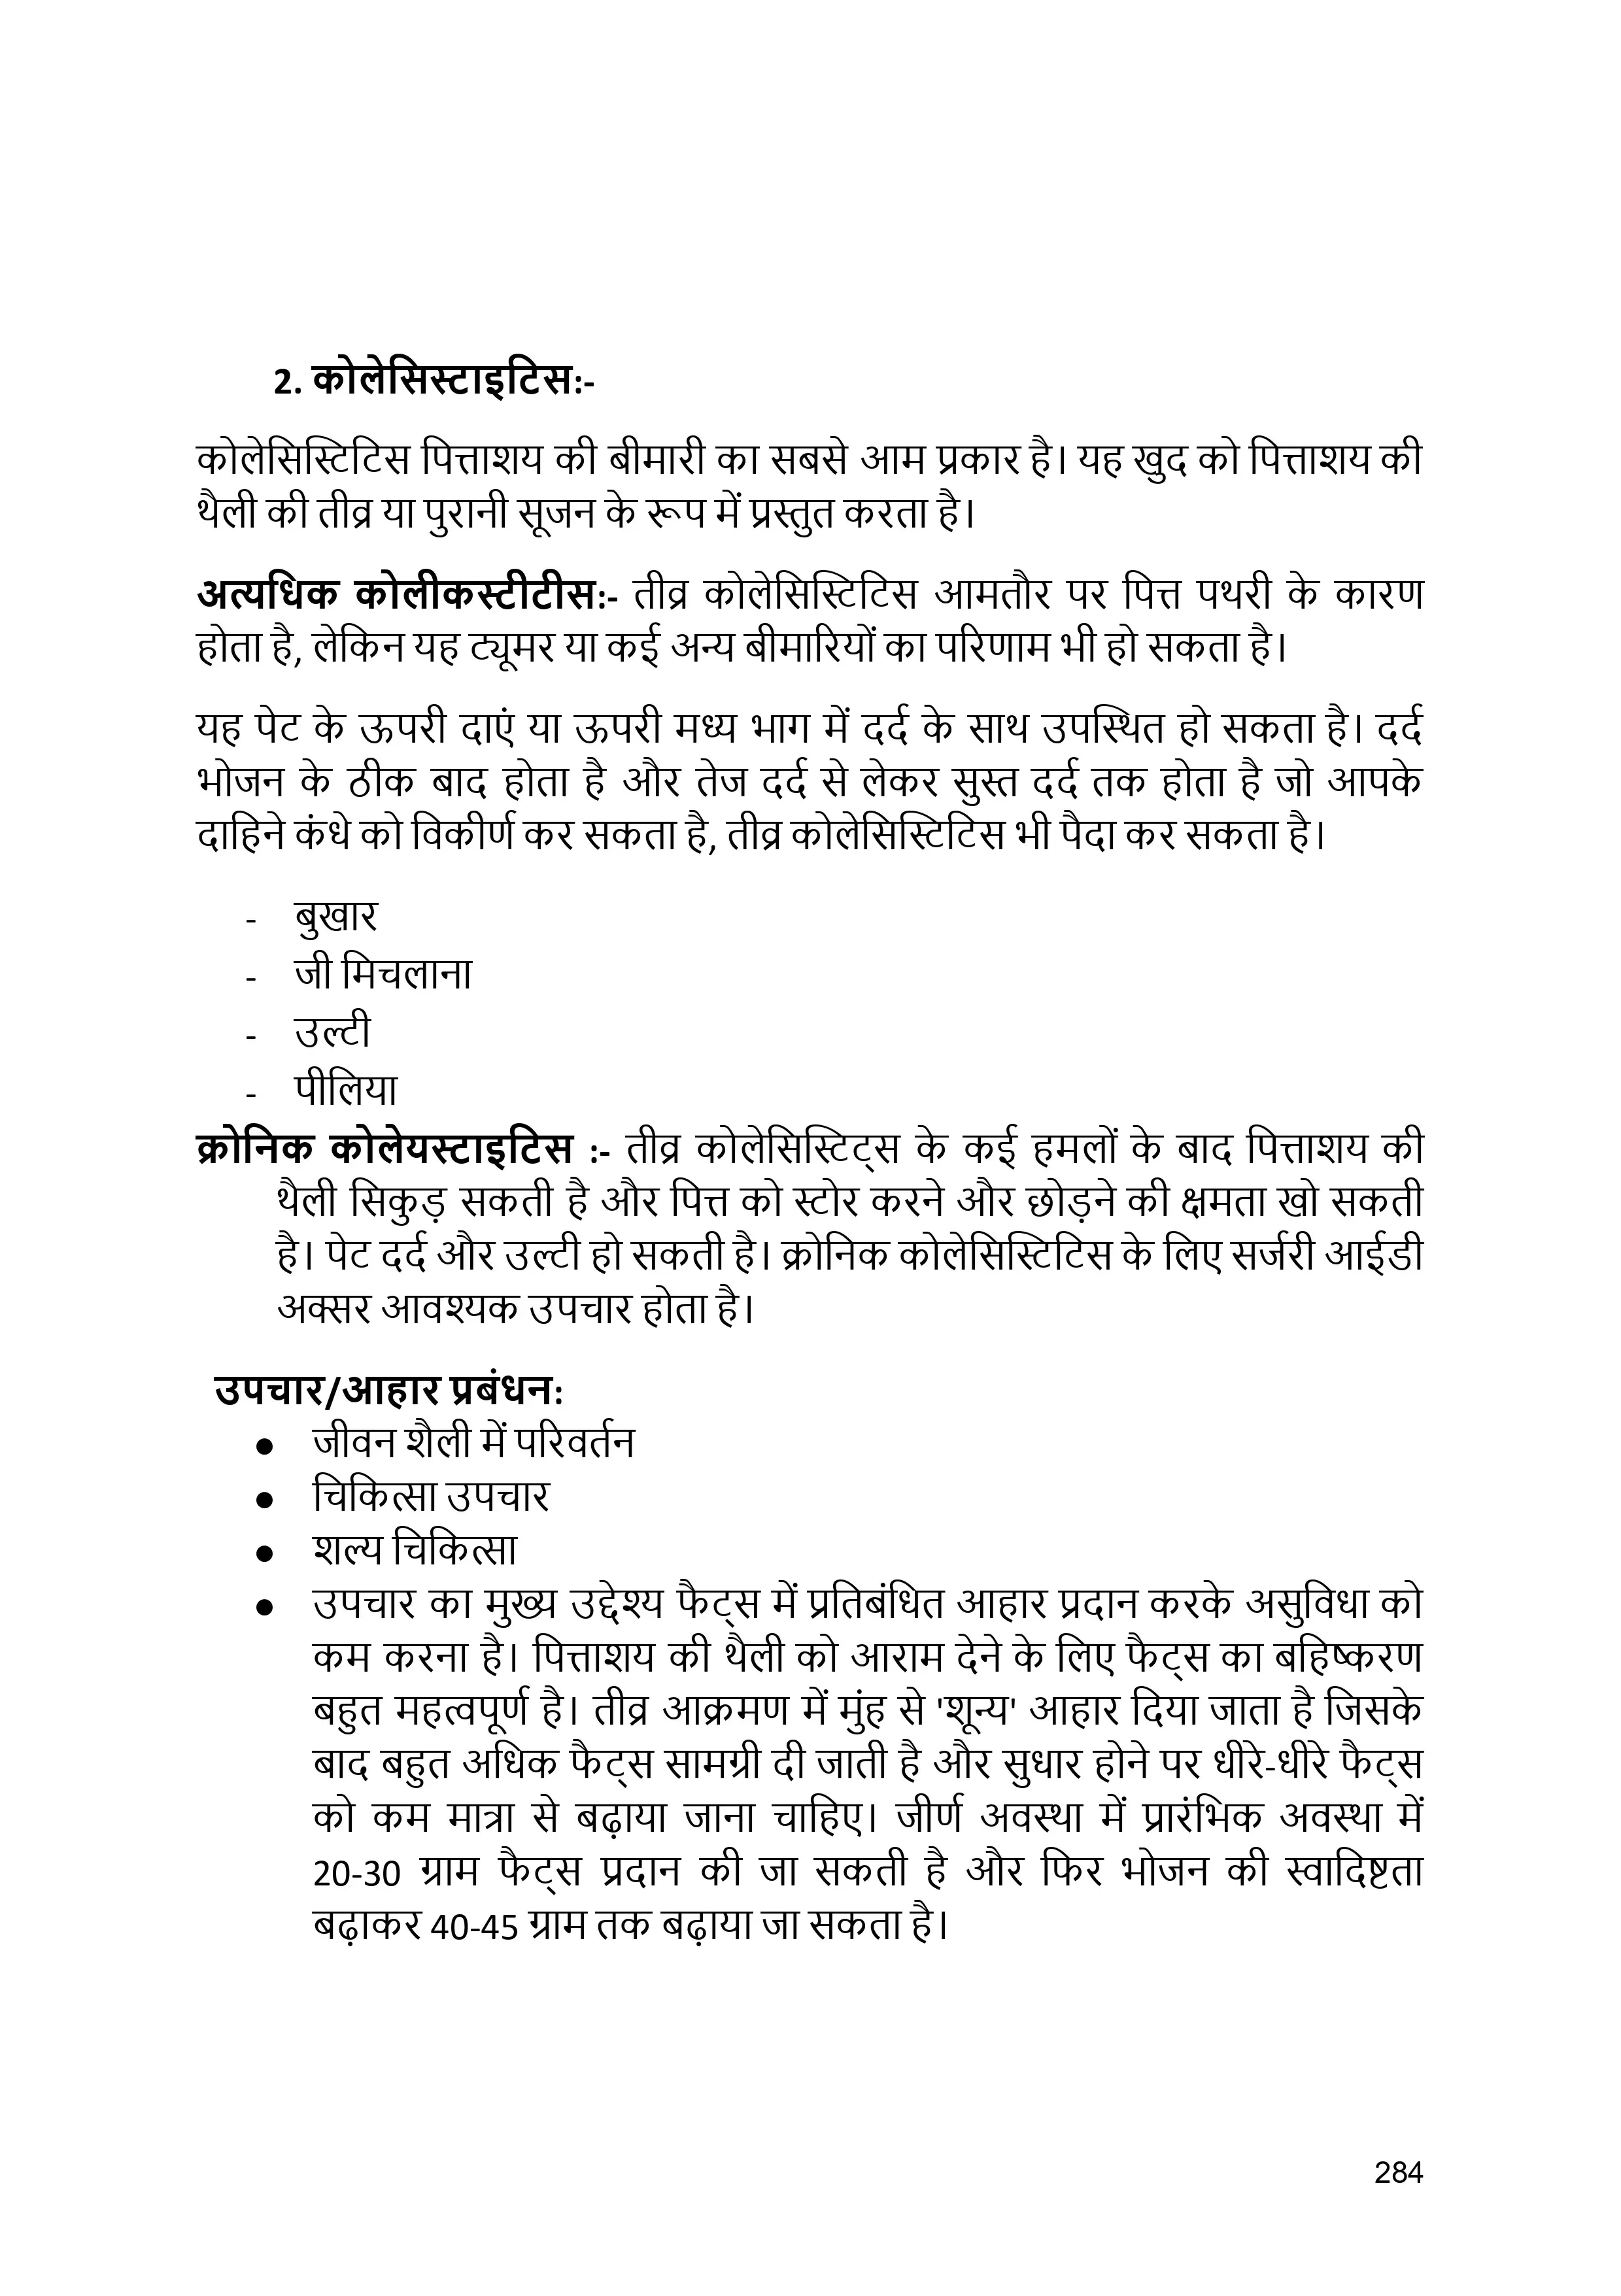 2. कोलेसिस्टाइटिस:-
कोलेसिस्टिटिस पित्ताशय की बीमारी का सबसे आम प्रकार है। यह खुद को पित्ताशय की
थैली की तीव्र या पुरानी सूजन के रूप में प्रस्तुत करता है।
अत्यधिक कोलीकस्टीटीस:- तीव्र कोलेसिस्टिटिस आमतौर पर पित्त पथरी के कारण
होता है, लेकिन यह ट्यूमर या कई अन्य बीमारियों का परिणाम भी हो सकता है।
यह पेट के ऊपरी दाएं या ऊपरी मध्य भाग में दर्द के साथ उपस्थित हो सकता है। दर्द
भोजन के ठीक बाद होता है और तेज दर्द से लेकर सुस्त दर्द तक होता है जो आपके
दाहिने कंधे को विकीर्ण कर सकता है, तीव्र कोलेसिस्टिटिस भी पैदा कर सकता है।
- बुखार
- जी मिचलाना
- उल्टी
- पीलिया
क्रोनिक कोलेयस्टाइटिस :- तीव्र कोलेसिस्टिट्स के कई हमलों के बाद पित्ताशय की
थैली सिकुड़ सकती है और पित्त को स्टोर करने और छोड़ने की क्षमता खो सकती
है। पेट दर्द और उल्टी हो सकती है। क्रोनिक कोलेसिस्टिटिस के लिए सर्जरी आईडी
अक्सर आवश्यक उपचार होता है।
उपचार/आहार प्रबंधन:
● जीवन शैली में परिवर्तन
● चिकित्सा उपचार
● शल्य चिकित्सा
● उपचार का मुख्य उद्देश्य फैट्स में प्रतिबंधित आहार प्रदान करके असुविधा को
कम करना है। पित्ताशय की थैली को आराम देने के लिए फैट्स का बहिष्करण
बहुत महत्वपूर्ण है। तीव्र आक्रमण में मुंह से 'शून्य' आहार दिया जाता है जिसके
बाद बहुत अधिक फैट्स सामग्री दी जाती है और सुधार होने पर धीरे-धीरे फैट्स
को कम मात्रा से बढ़ाया जाना चाहिए। जीर्ण अवस्था में प्रारंभिक अवस्था में
20-30 ग्राम फैट्स प्रदान की जा सकती है और फिर भोजन की स्वादिष्टता
बढ़ाकर 40-45 ग्राम तक बढ़ाया जा सकता है।
284